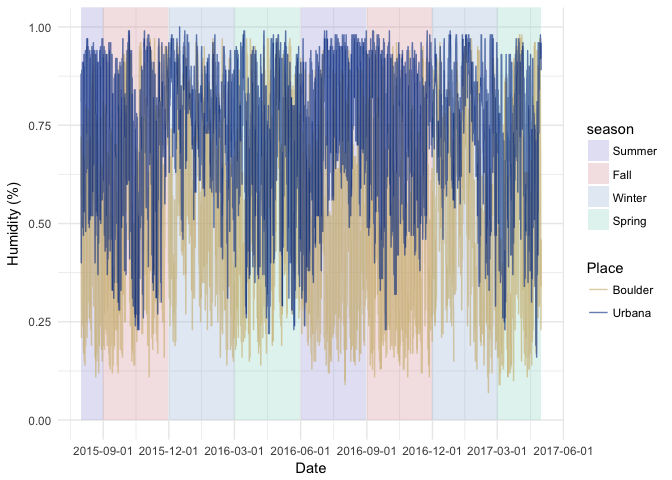 1.00
0.75
0.50
0.25
0.00
Humidity (%)
2015-09-01 2015-12-01 2016-03-01 2016-06-01 2016-09-01 2016-12-01 2017-03-01 2017-06-01
Date
season
Summer
Fall
Winter
Spring
Place
Boulder
Urbana